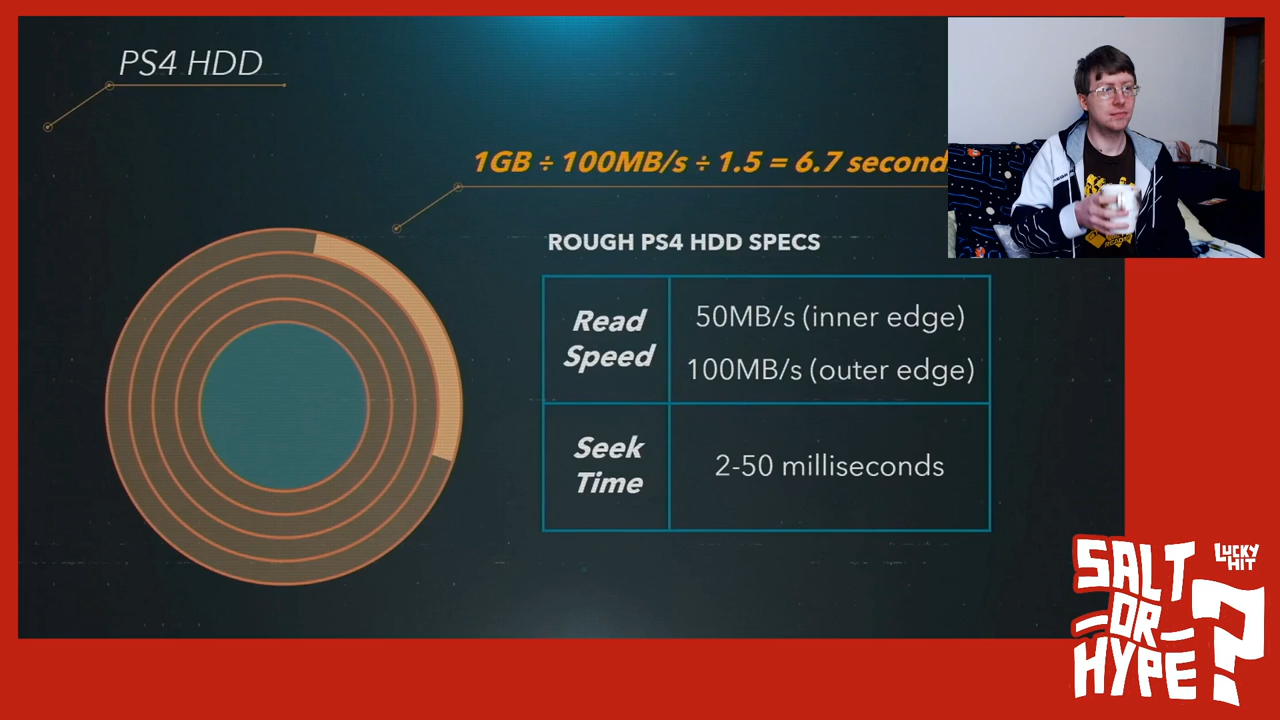 PS4 HDD
1GB ÷ 100MB/s ÷ 1.5 = 6.7 second
ROUGH PS4 HDD SPECS
Read
Speed
50MB/s (inner edge)
100MB/s (outer edge)
Seek
Time
2-50 milliseconds
SALT
OR
HYPE
?
LUCKY
HIT